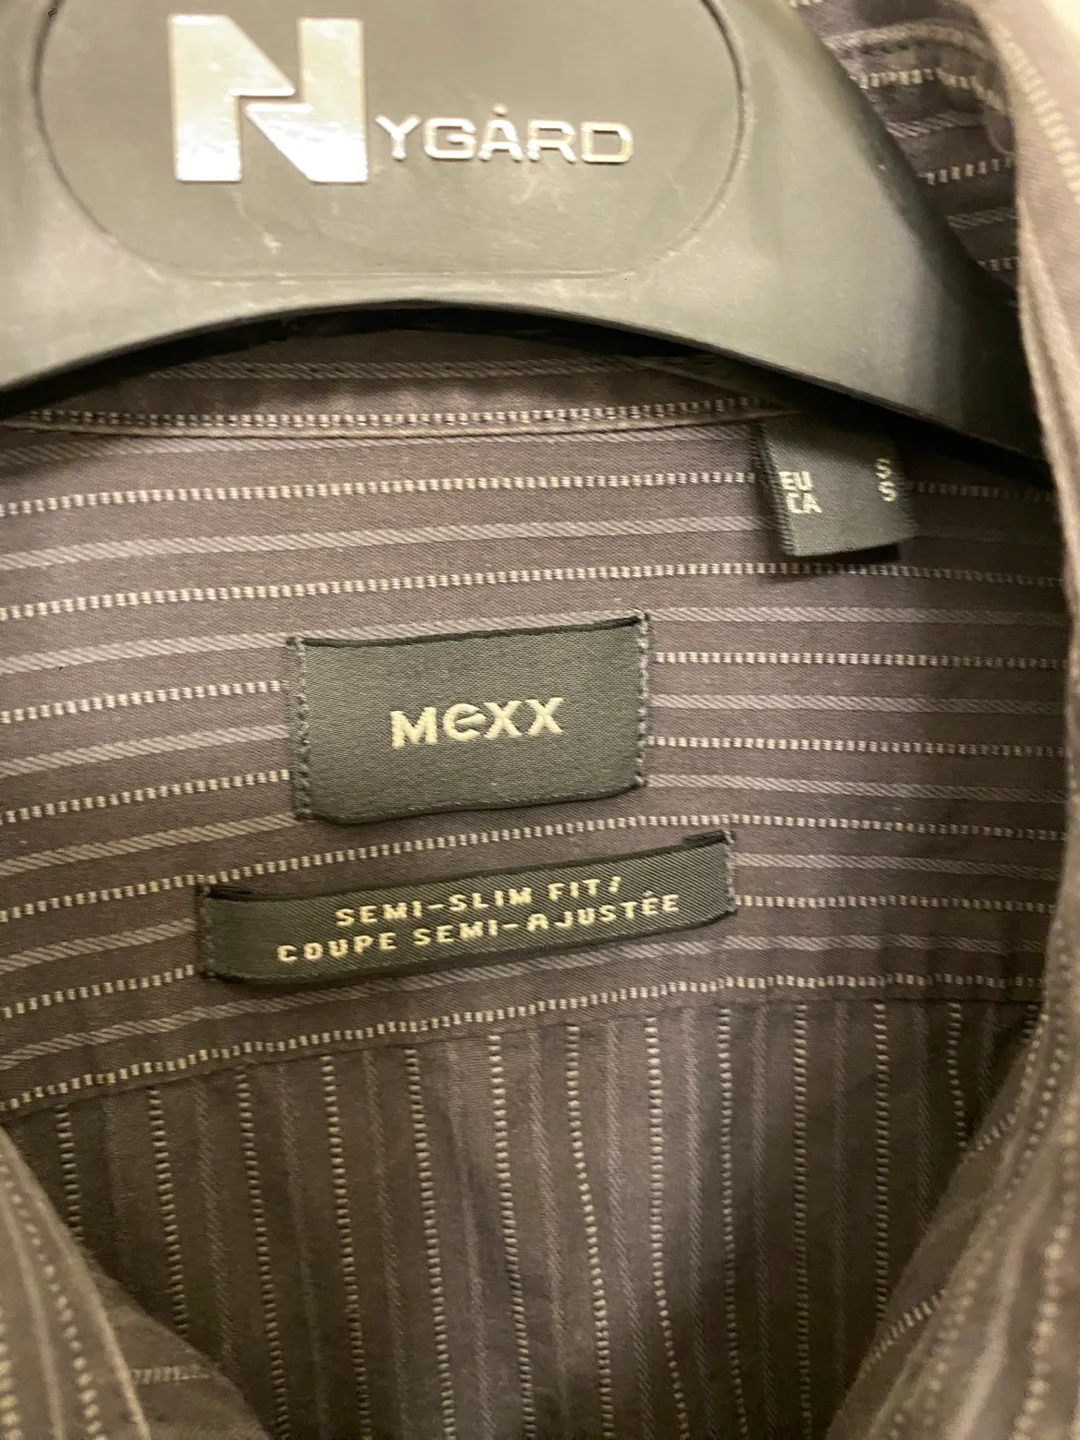 NYGÅRD
EU S
CA S
MEXX
SEMI-SLIM FIT/
COUPE SEMI-AJUSTÉE